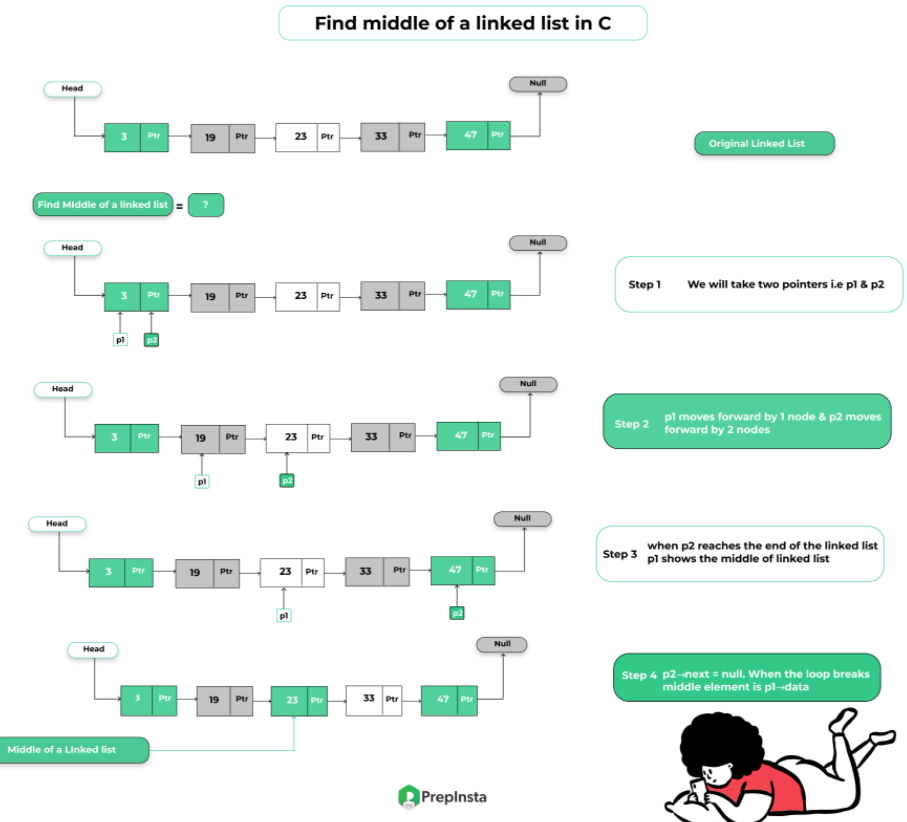 Find middle of a linked list in C
Head
Null
3 Ptr 19 Ptr 23 Ptr 33 Ptr 47 Ptr
Original Linked List
Find MIddle of a linked list = ?
Head
Null
3 Ptr 19 Ptr 23 Ptr 33 Ptr 47 Ptr
p1 p2
Step 1 We will take two pointers i.e p1 & p2
Head
Null
3 Ptr 19 Ptr 23 Ptr 33 Ptr 47 Ptr
p1 p2
Step 2 p1 moves forward by 1 node & p2 moves
forward by 2 nodes
Head
Null
3 Ptr 19 Ptr 23 Ptr 33 Ptr 47 Ptr
p1 p2
Step 3 when p2 reaches the end of the linked list
p1 shows the middle of linked list
Head
Null
3 Ptr 19 Ptr 23 Ptr 33 Ptr 47 Ptr
Step 4 p2→next = null. When the loop breaks
middle element is p1→data
Middle of a LInked list
PrepInsta